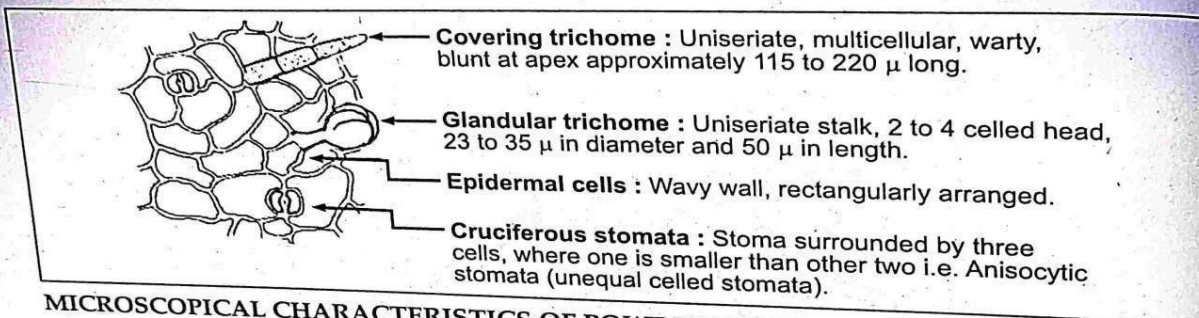 Covering trichome : Uniseriate, multicellular, warty,
blunt at apex approximately 115 to 220 μ long.
Glandular trichome : Uniseriate stalk, 2 to 4 celled head,
23 to 35 μ in diameter and 50 μ in length.
Epidermal cells : Wavy wall, rectangularly arranged.
Cruciferous stomata : Stoma surrounded by three
cells, where one is smaller than other two i.e. Anisocytic
stomata (unequal celled stomata).
MICROSCOPICAL CHARACTERISTICS OF